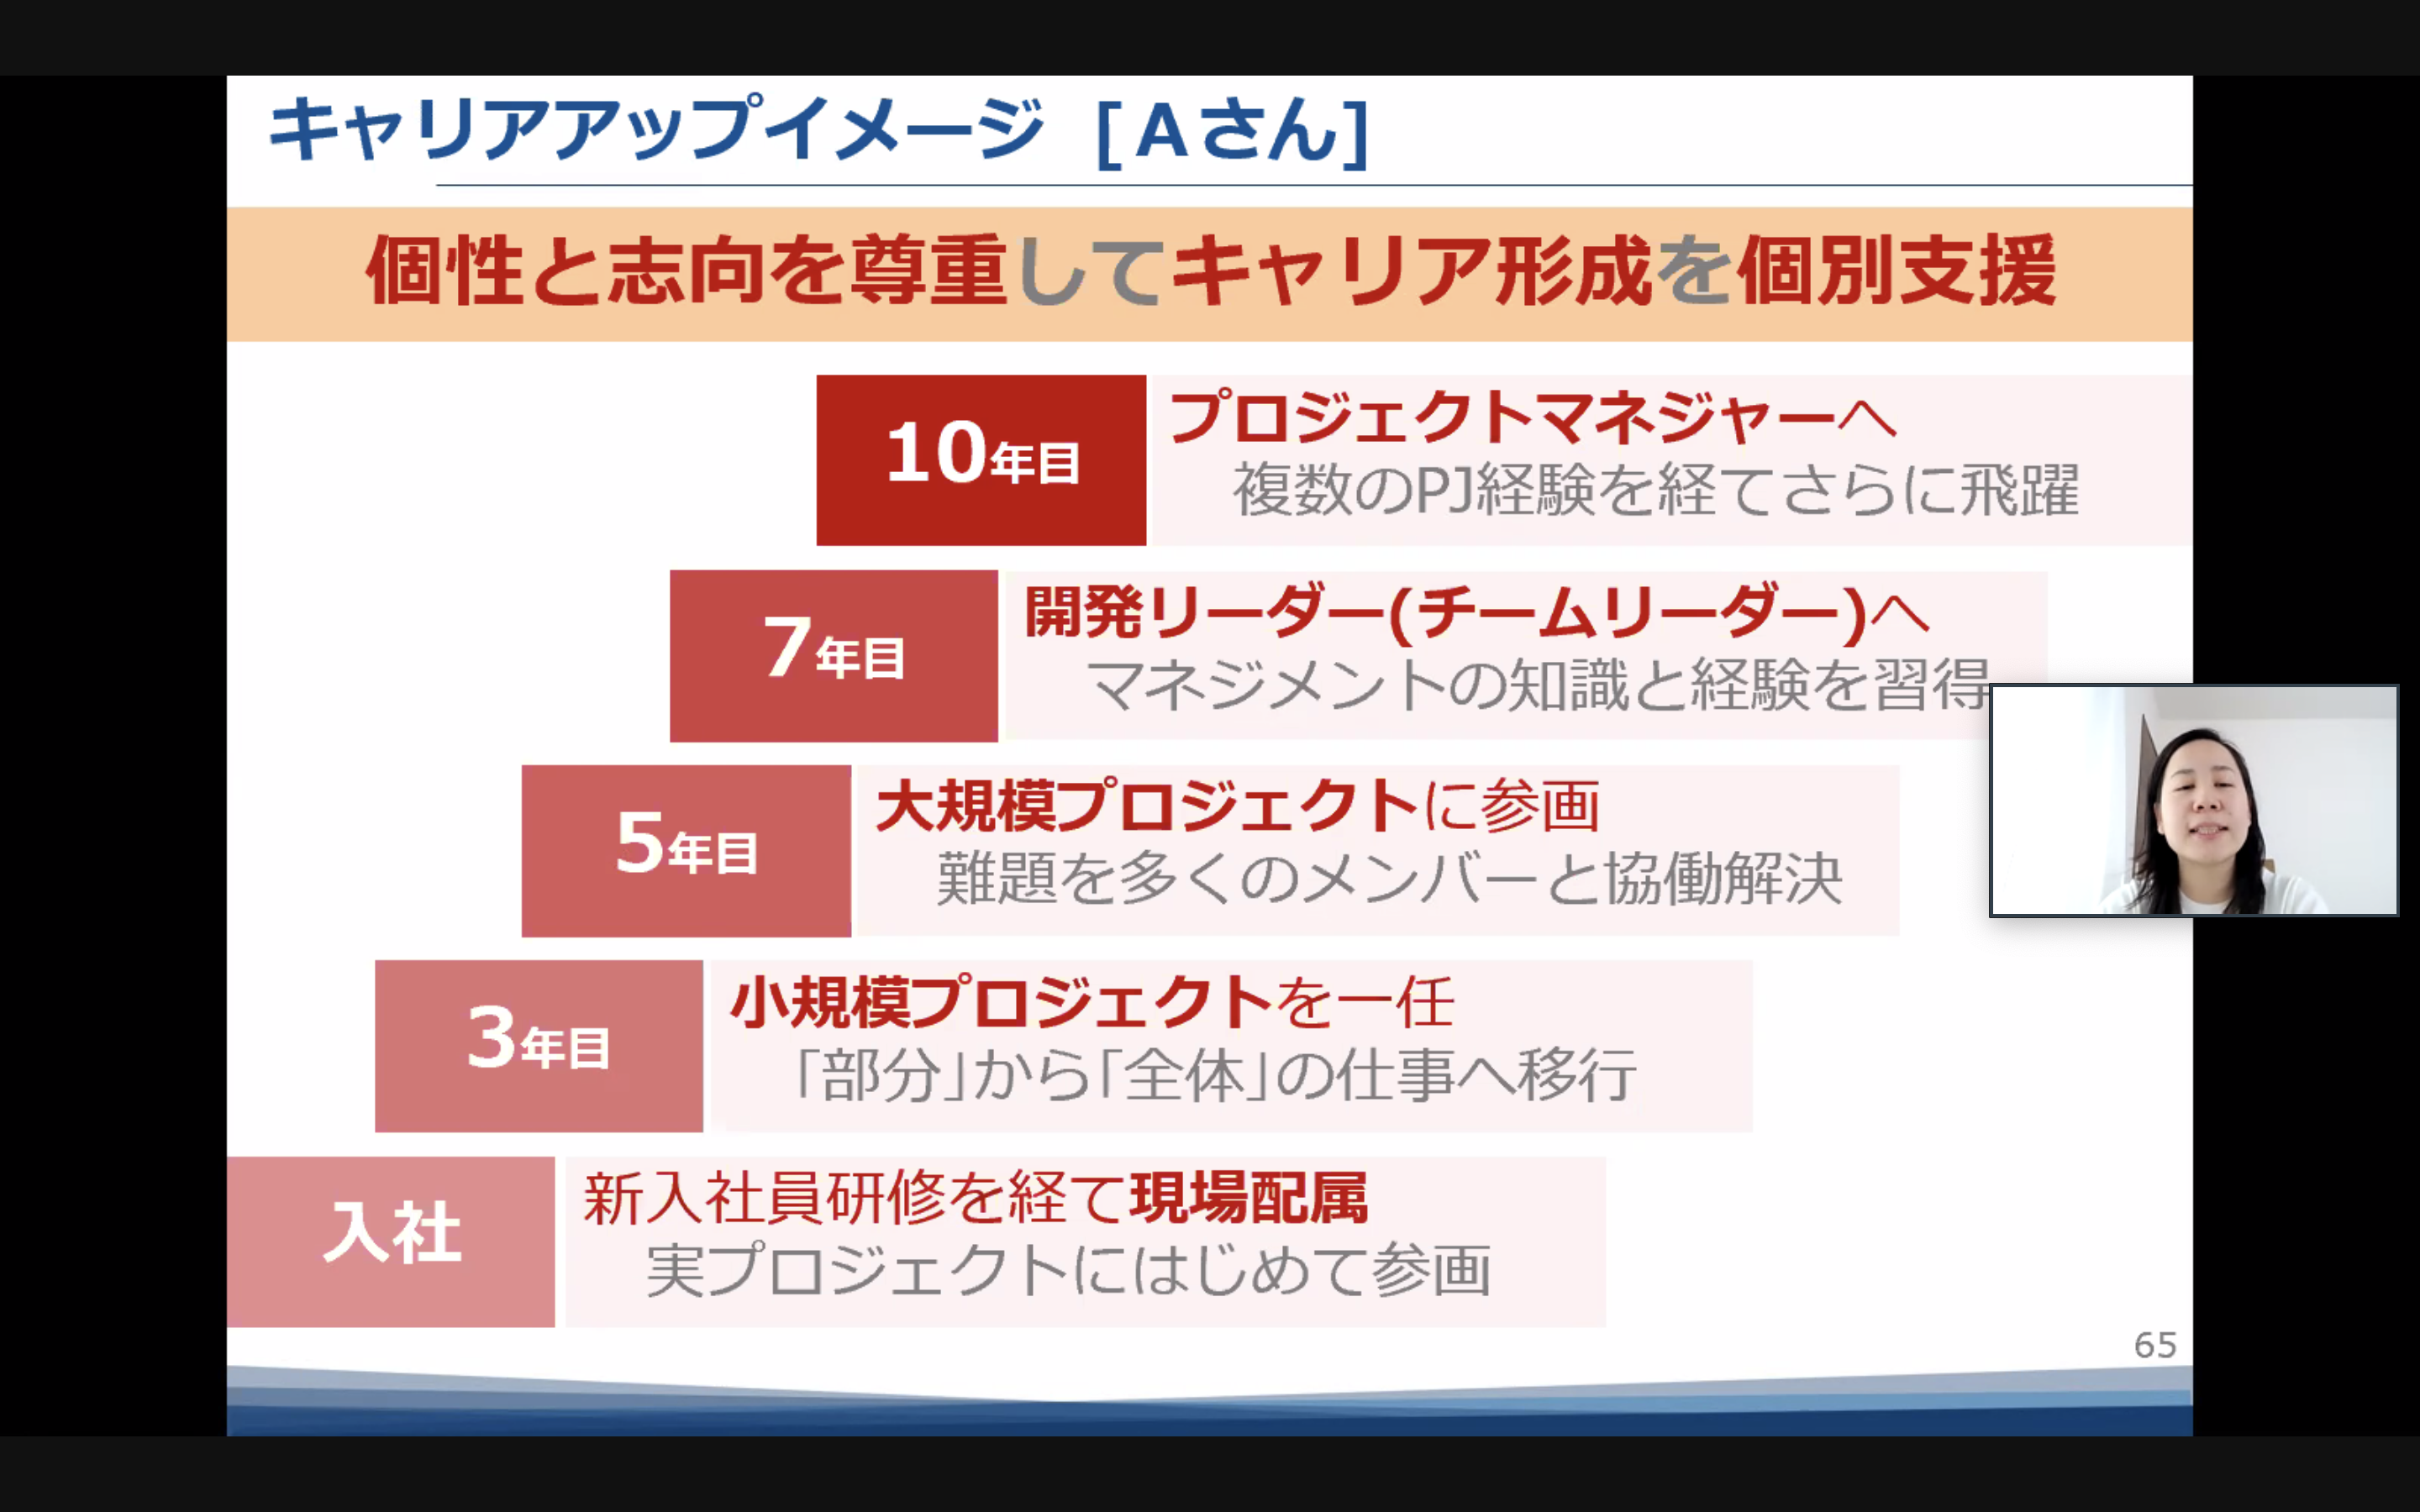 キャリアアップイメージ [Aさん]
個性と志向を尊重してキャリア形成を個別支援
10年目
プロジェクトマネジャーへ
複数のPJ経験を経てさらに飛躍
7年目
開発リーダー(チームリーダー)へ
マネジメントの知識と経験を習得
5年目
大規模プロジェクトに参画
難題を多くのメンバーと協働解決
3年目
小規模プロジェクトを一任
「部分」から「全体」の仕事へ移行
入社
新入社員研修を経て現場配属
実プロジェクトにはじめて参画
65